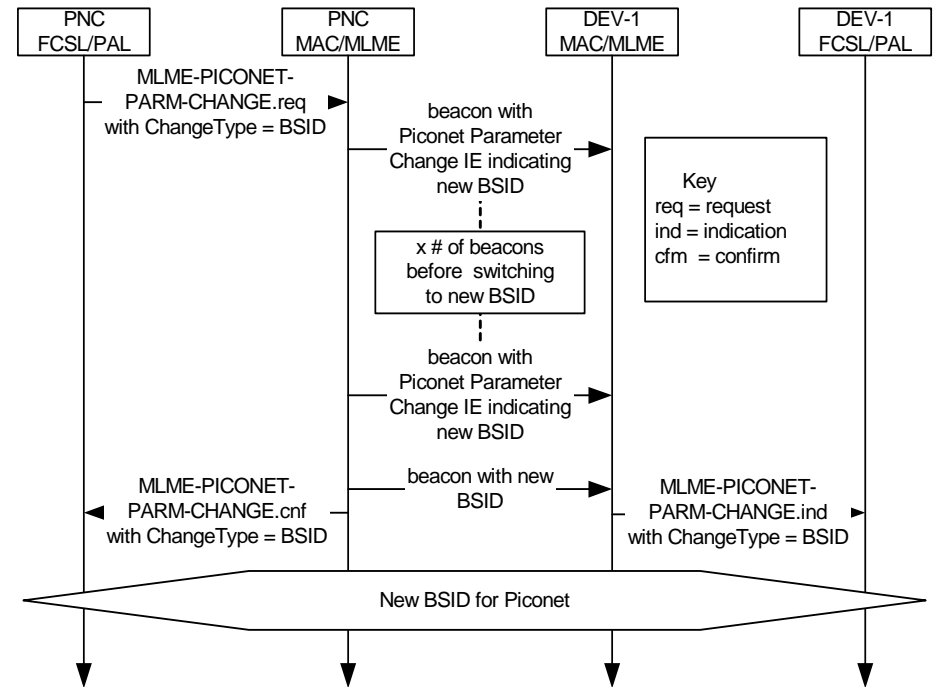 PNC
FCSL/PAL
PNC
MAC/MLME
DEV-1
MAC/MLME
DEV-1
FCSL/PAL
MLME-PICONET-
PARM-CHANGE.req
with ChangeType = BSID
beacon with
Piconet Parameter
Change IE indicating
new BSID
Key
req = request
ind = indication
cfm = confirm
x # of beacons
before switching
to new BSID
beacon with
Piconet Parameter
Change IE indicating
new BSID
beacon with new
BSID
MLME-PICONET-
PARM-CHANGE.cnf
with ChangeType = BSID
MLME-PICONET-
PARM-CHANGE.ind
with ChangeType = BSID
New BSID for Piconet